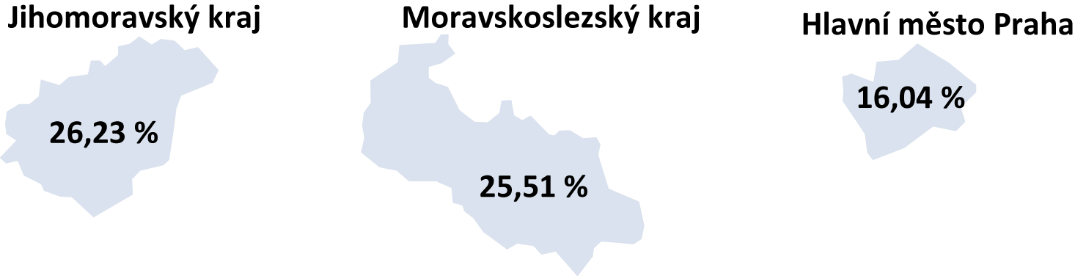 Jihomoravský kraj
26,23 %
Moravskoslezský kraj
25,51 %
Hlavní město Praha
16,04 %